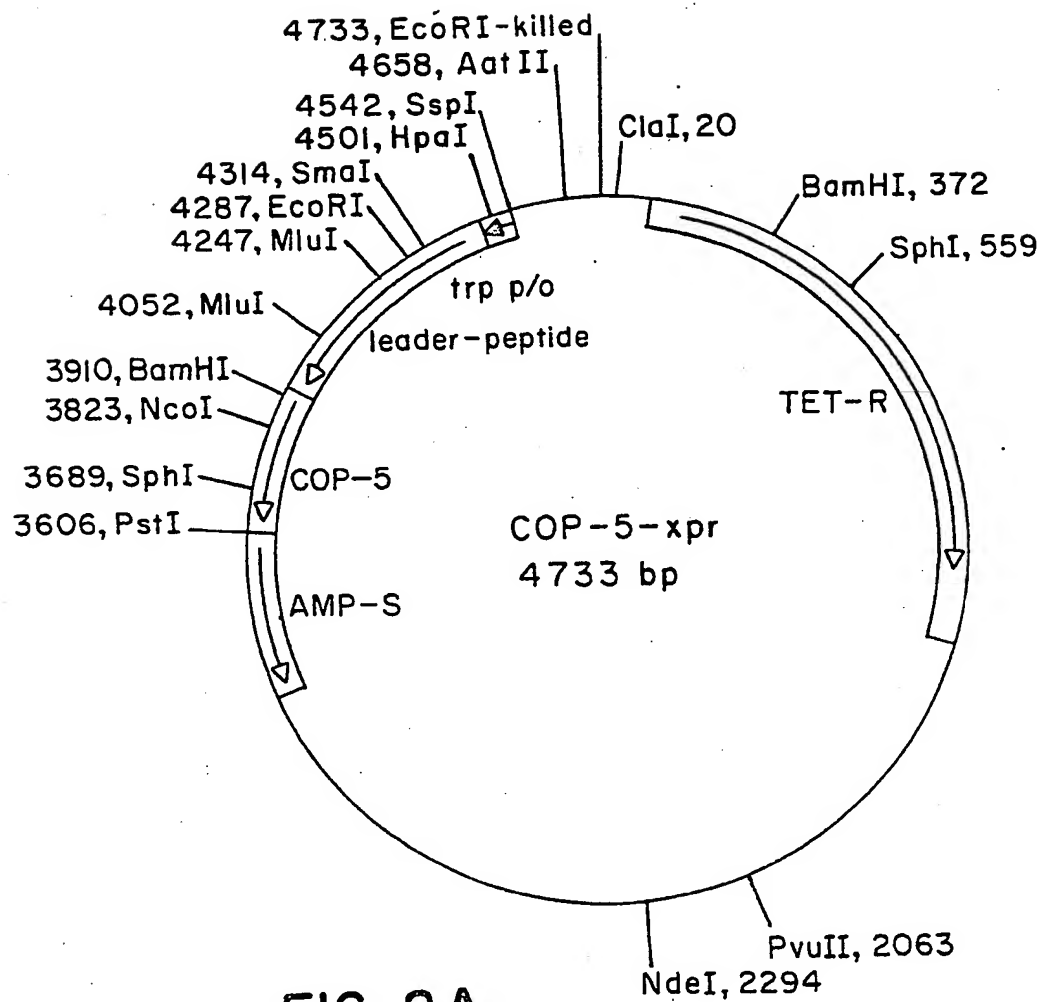 4733, EcoRI-killed
4658, AatII
4542, SspI
4501, HpaI
4314, SmaI
4287, EcoRI
4247, MluI
4052, MluI
3910, BamHI
3823, NcoI
3689, SphI
3606, PstI
ClaI, 20
BamHI, 372
SphI, 559
trp p/o
leader-peptide
TET-R
COP-5
COP-5-xpr
4733 bp
AMP-S
PvuII, 2063
NdeI, 2294
FIG. 9A